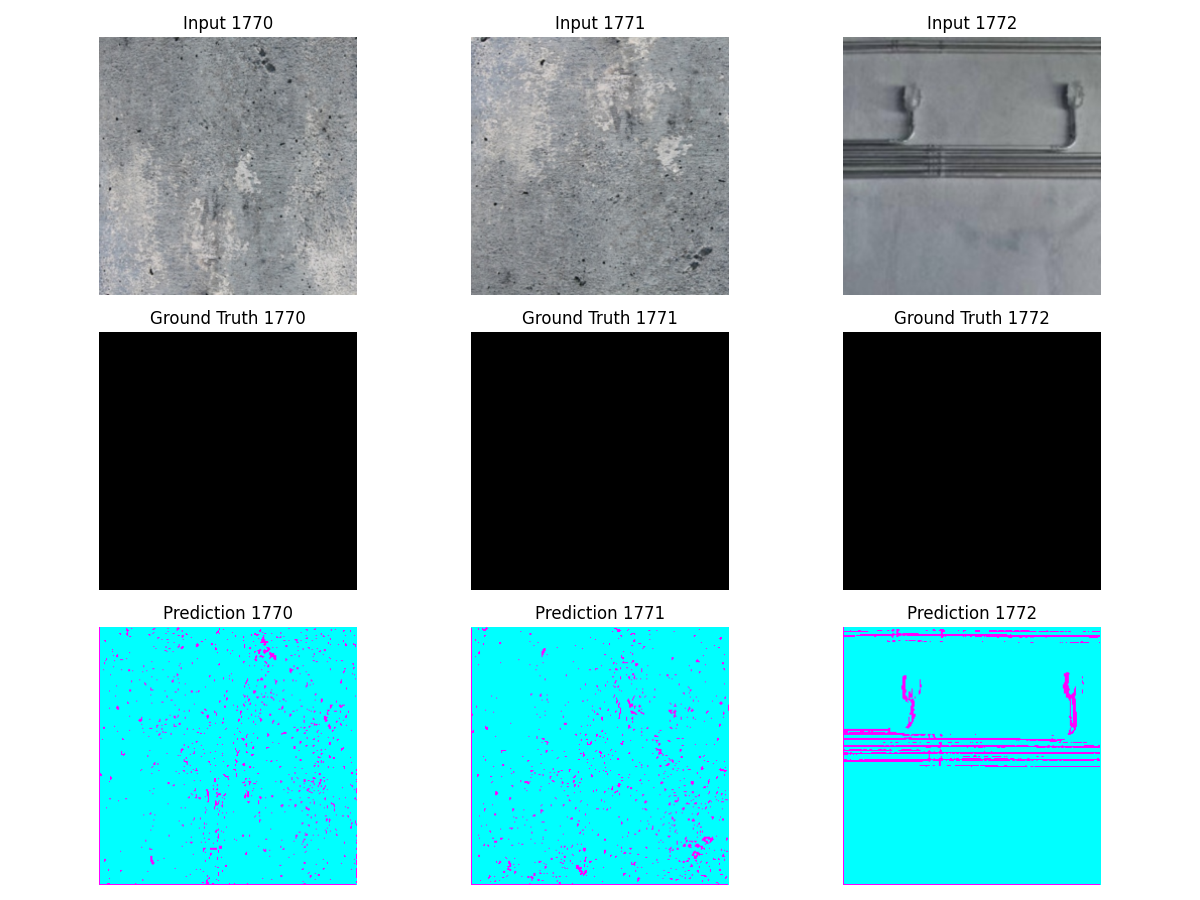 Input 1770
Input 1771
Input 1772
Ground Truth 1770
Ground Truth 1771
Ground Truth 1772
Prediction 1770
Prediction 1771
Prediction 1772